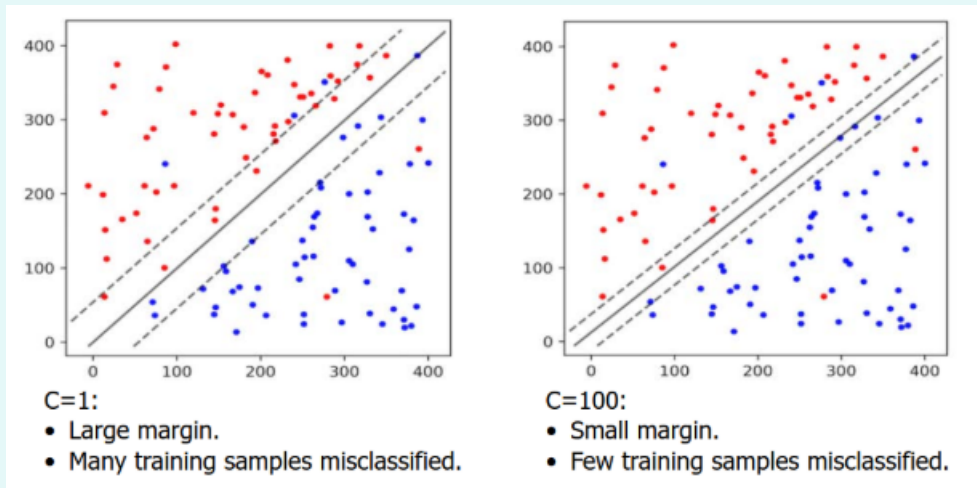 400
300
200
100
0
0 100 200 300 400
C=1:
• Large margin.
• Many training samples misclassified.
400
300
200
100
0
0 100 200 300 400
C=100:
• Small margin.
• Few training samples misclassified.